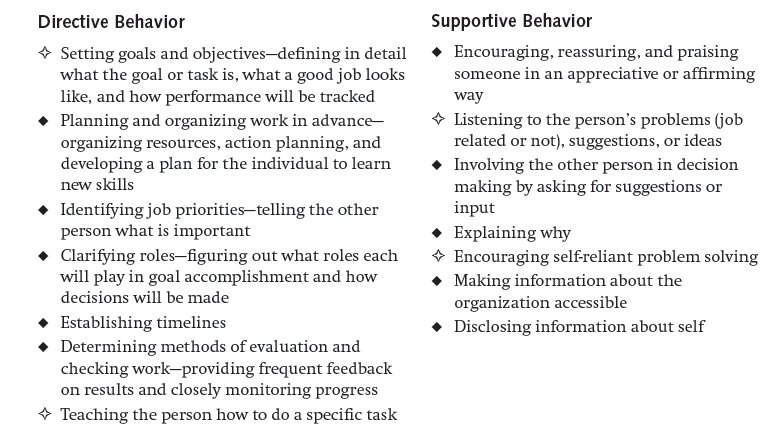 Directive Behavior
✧ Setting goals and objectives—defining in detail
what the goal or task is, what a good job looks
like, and how performance will be tracked
◆ Planning and organizing work in advance—
organizing resources, action planning, and
developing a plan for the individual to learn
new skills
◆ Identifying job priorities—telling the other
person what is important
◆ Clarifying roles—figuring out what roles each
will play in goal accomplishment and how
decisions will be made
◆ Establishing timelines
◆ Determining methods of evaluation and
checking work—providing frequent feedback
on results and closely monitoring progress
✧ Teaching the person how to do a specific task
Supportive Behavior
◆ Encouraging, reassuring, and praising
someone in an appreciative or affirming
way
✧ Listening to the person's problems (job
related or not), suggestions, or ideas
◆ Involving the other person in decision
making by asking for suggestions or
input
◆ Explaining why
✧ Encouraging self-reliant problem solving
◆ Making information about the
organization accessible
◆ Disclosing information about self